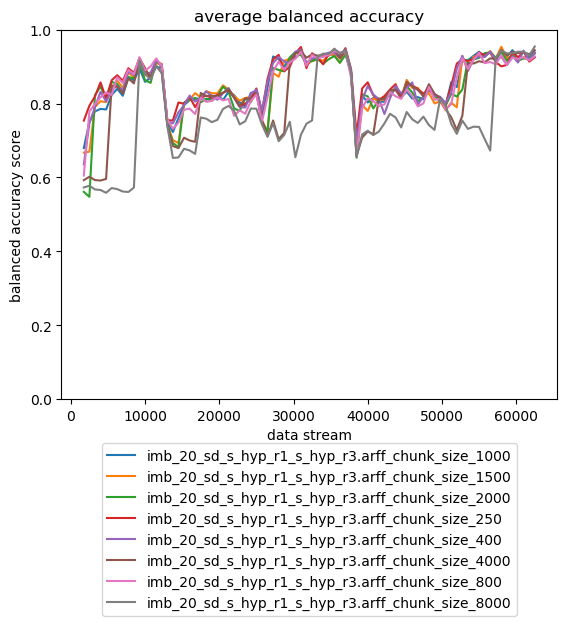 average balanced accuracy
1.0
0.8
0.6
0.4
0.2
0.0
balanced accuracy score
0 10000 20000 30000 40000 50000 60000
data stream
imb_20_sd_s_hyp_r1_s_hyp_r3.arff_chunk_size_1000
imb_20_sd_s_hyp_r1_s_hyp_r3.arff_chunk_size_1500
imb_20_sd_s_hyp_r1_s_hyp_r3.arff_chunk_size_2000
imb_20_sd_s_hyp_r1_s_hyp_r3.arff_chunk_size_250
imb_20_sd_s_hyp_r1_s_hyp_r3.arff_chunk_size_400
imb_20_sd_s_hyp_r1_s_hyp_r3.arff_chunk_size_4000
imb_20_sd_s_hyp_r1_s_hyp_r3.arff_chunk_size_800
imb_20_sd_s_hyp_r1_s_hyp_r3.arff_chunk_size_8000